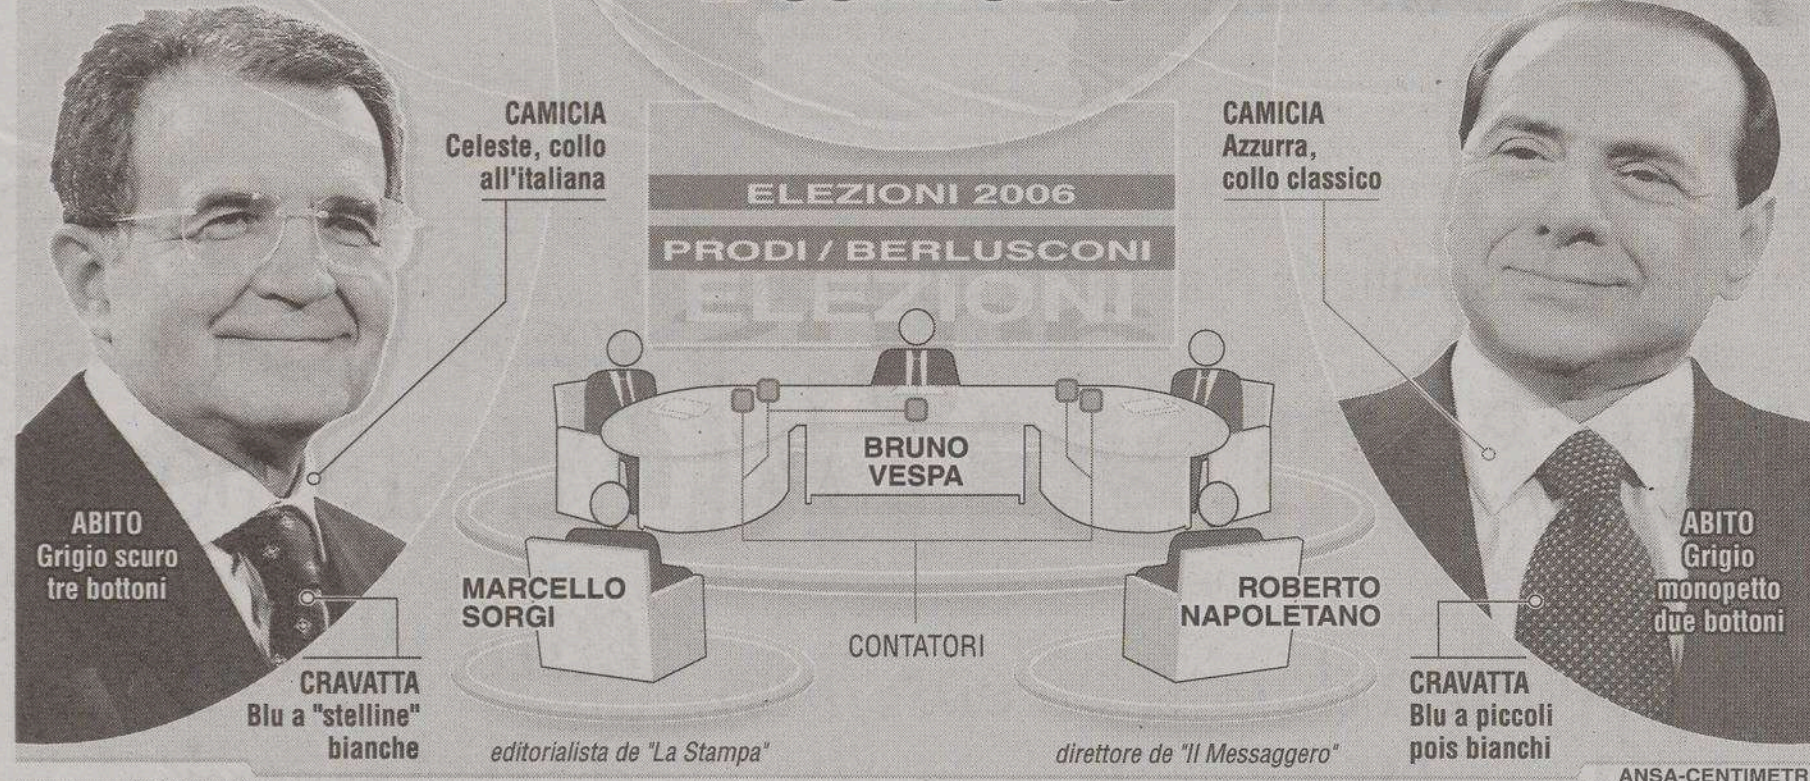 CAMICIA
Celeste, collo
all'italiana
ELEZIONI 2006
PRODI / BERLUSCONI
ELEZIONI
CAMICIA
Azzurra,
collo classico
BRUNO
VESPA
ABITO
Grigio scuro
tre bottoni
MARCELLO
SORGI
CONTATORI
ROBERTO
NAPOLETANO
ABITO
Grigio
monopetto
due bottoni
CRAVATTA
Blu a "stelline"
bianche
CRAVATTA
Blu a piccoli
pois bianchi
editorialista de "La Stampa"
direttore de "Il Messaggero"
ANSA-CENTIMETR